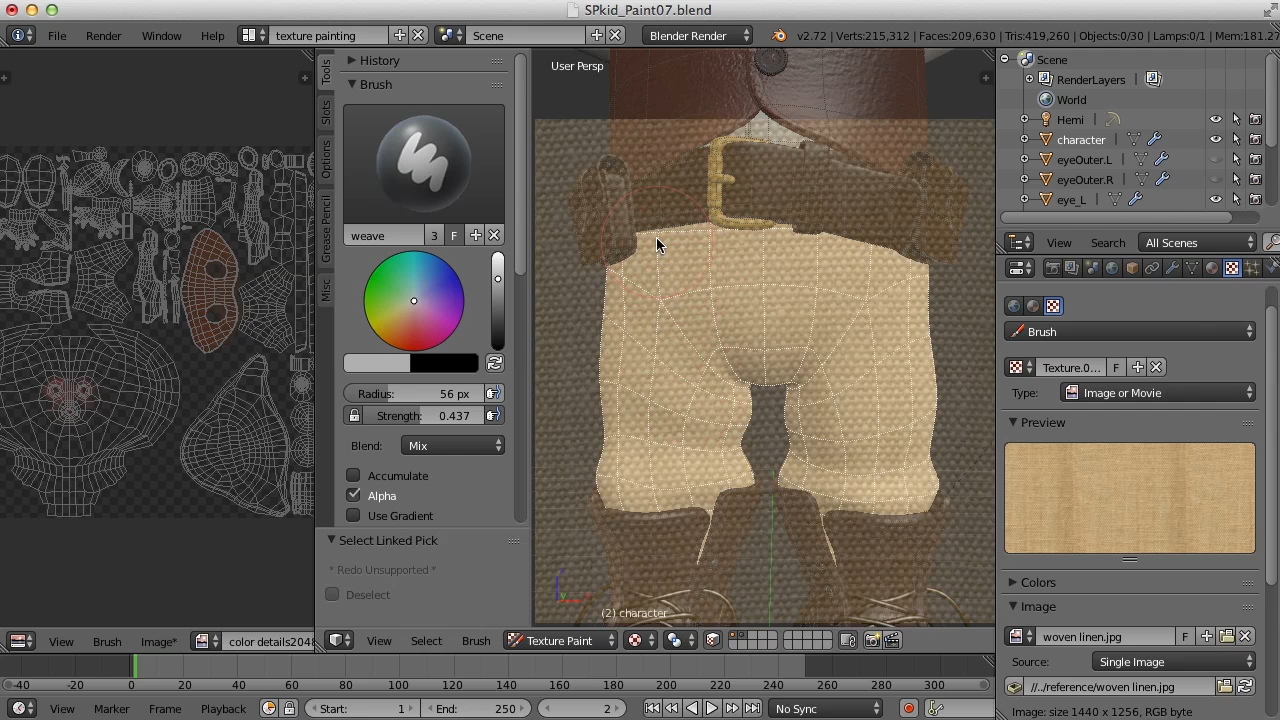 SPkid_Paint07.blend
File Render Window Help texture painting Scene Blender Render v2.72 | Verts:215,312 | Faces:209,630 | Tris:419,260 | Objects:0/30 | Lamps:0/1 | Mem:181.27
Tools
Slots
Options
Grease Pencil
Misc
History
Brush
weave 3 F
Radius: 56 px
Strength: 0.437
Blend: Mix
Accumulate
Alpha
Use Gradient
Select Linked Pick
* Redo Unsupported *
Deselect
User Persp
(2) character
Scene
RenderLayers
World
Hemi
character
eyeOuter.L
eyeOuter.R
eye_L
View Search All Scenes
Brush
Texture.0... F
Type: Image or Movie
Preview
Colors
Image
woven linen.jpg F
Source: Single Image
//../reference/woven linen.jpg
Image: size 1440 x 1256, RGB byte
View Brush Image* color details2048
View Select Brush Texture Paint
-40 -20 0 20 40 60 80 100 120 140 160 180 200 220 240 260 280 300
View Marker Frame Playback Start: 1 End: 250 2 No Sync